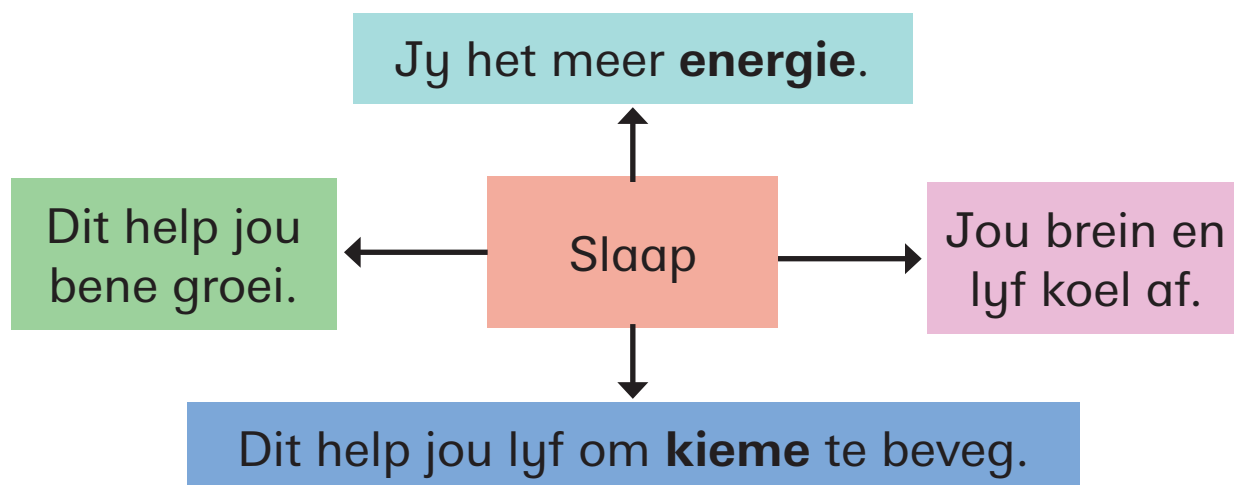 Jy het meer energie.
Dit help jou
bene groei.
Slaap
Jou brein en
lyf koel af.
Dit help jou lyf om kieme te beveg.